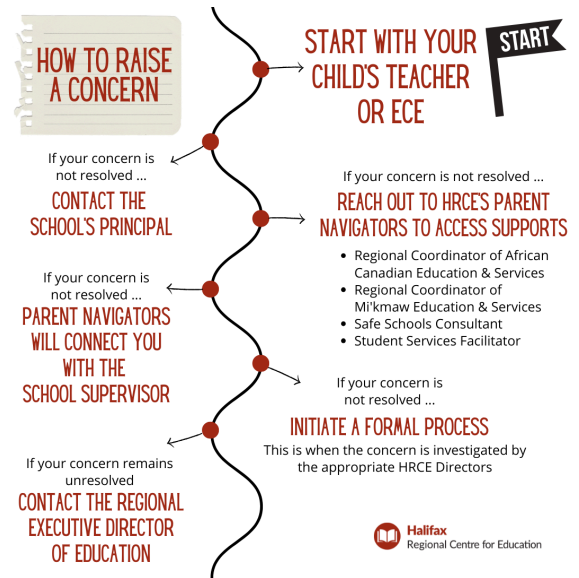 HOW TO RAISE
A CONCERN
START WITH YOUR
CHILD'S TEACHER
OR ECE
START
If your concern is
not resolved ...
CONTACT THE
SCHOOL'S PRINCIPAL
If your concern is not resolved ...
REACH OUT TO HRCE'S PARENT
NAVIGATORS TO ACCESS SUPPORTS
• Regional Coordinator of African
Canadian Education & Services
• Regional Coordinator of
Mi'kmaw Education & Services
• Safe Schools Consultant
• Student Services Facilitator
If your concern is
not resolved ...
PARENT NAVIGATORS
WILL CONNECT YOU
WITH THE
SCHOOL SUPERVISOR
If your concern is
not resolved ...
INITIATE A FORMAL PROCESS
This is when the concern is investigated by
the appropriate HRCE Directors
If your concern remains
unresolved
CONTACT THE REGIONAL
EXECUTIVE DIRECTOR
OF EDUCATION
Halifax
Regional Centre for Education